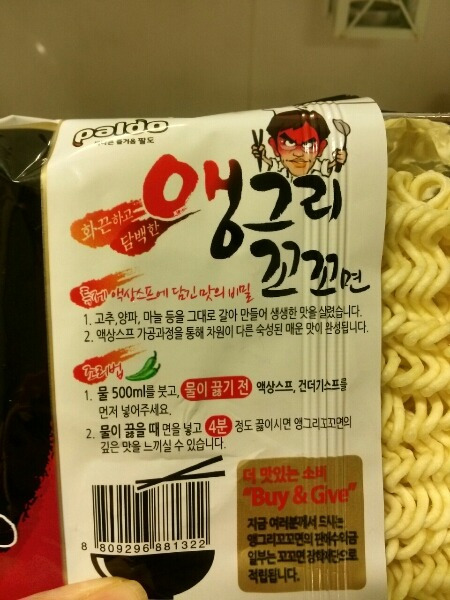 paldo
즐거움 팔도
화끈하고
담백한
앵그리
꼬꼬면
특제 액상스프에 담긴 맛의 비밀
1. 고추, 양파, 마늘 등을 그대로 갈아 만들어 생생한 맛을 살렸습니다.
2. 액상스프 가공과정을 통해 차원이 다른 숙성된 매운 맛이 완성됩니다.
조리법
1. 물 500ml를 붓고, 물이 끓기 전 액상스프, 건더기스프를
먼저 넣어주세요.
2. 물이 끓을 때 면을 넣고 4분 정도 끓이시면 앵그리꼬꼬면의
깊은 맛을 느끼실 수 있습니다.
더 맛있는 소비
"Buy & Give"
지금 여러분께서 드시는
앵그리꼬꼬면의 판매수익금
일부는 꼬꼬면 장학재단으로
적립됩니다.
8 809296 881322